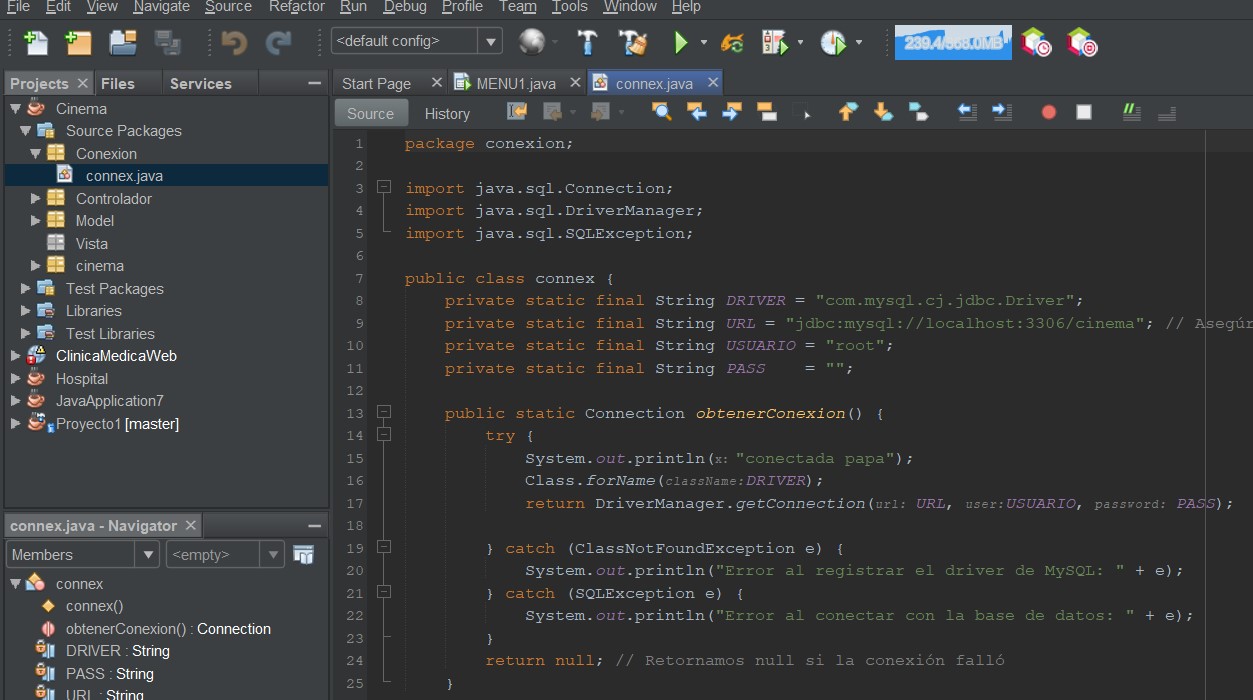 File Edit View Navigate Source Refactor Run Debug Profile Team Tools Window Help
<default config>
239.4/568.0MB
Projects Files Services
Start Page MENU1.java connex.java
Source History
Cinema
Source Packages
Conexion
connex.java
Controlador
Model
Vista
cinema
Test Packages
Libraries
Test Libraries
ClinicaMedicaWeb
Hospital
JavaApplication7
Proyecto1 [master]
connex.java - Navigator
Members <empty>
connex
connex()
obtenerConexion() : Connection
DRIVER : String
PASS : String
URL : String
1 package conexion;
2
3 import java.sql.Connection;
4 import java.sql.DriverManager;
5 import java.sql.SQLException;
6
7 public class connex {
8 private static final String DRIVER = "com.mysql.cj.jdbc.Driver";
9 private static final String URL = "jdbc:mysql://localhost:3306/cinema"; // Asegúr
10 private static final String USUARIO = "root";
11 private static final String PASS    = "";
12
13 public static Connection obtenerConexion() {
14 try {
15 System.out.println(x: "conectada papa");
16 Class.forName(className:DRIVER);
17 return DriverManager.getConnection(url: URL, user:USUARIO, password: PASS);
18
19 } catch (ClassNotFoundException e) {
20 System.out.println("Error al registrar el driver de MySQL: " + e);
21 } catch (SQLException e) {
22 System.out.println("Error al conectar con la base de datos: " + e);
23 }
24 return null; // Retornamos null si la conexión falló
25 }